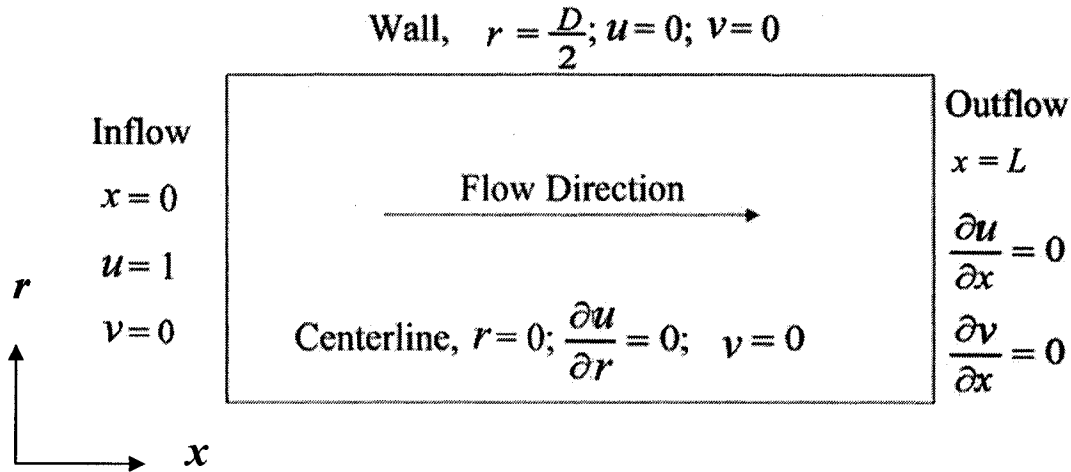 Wall, r = D/2; u = 0; v = 0
Inflow
x = 0
u = 1
v = 0
Flow Direction
Centerline, r = 0; ∂u/∂r = 0; v = 0
Outflow
x = L
∂u/∂x = 0
∂v/∂x = 0
r
x